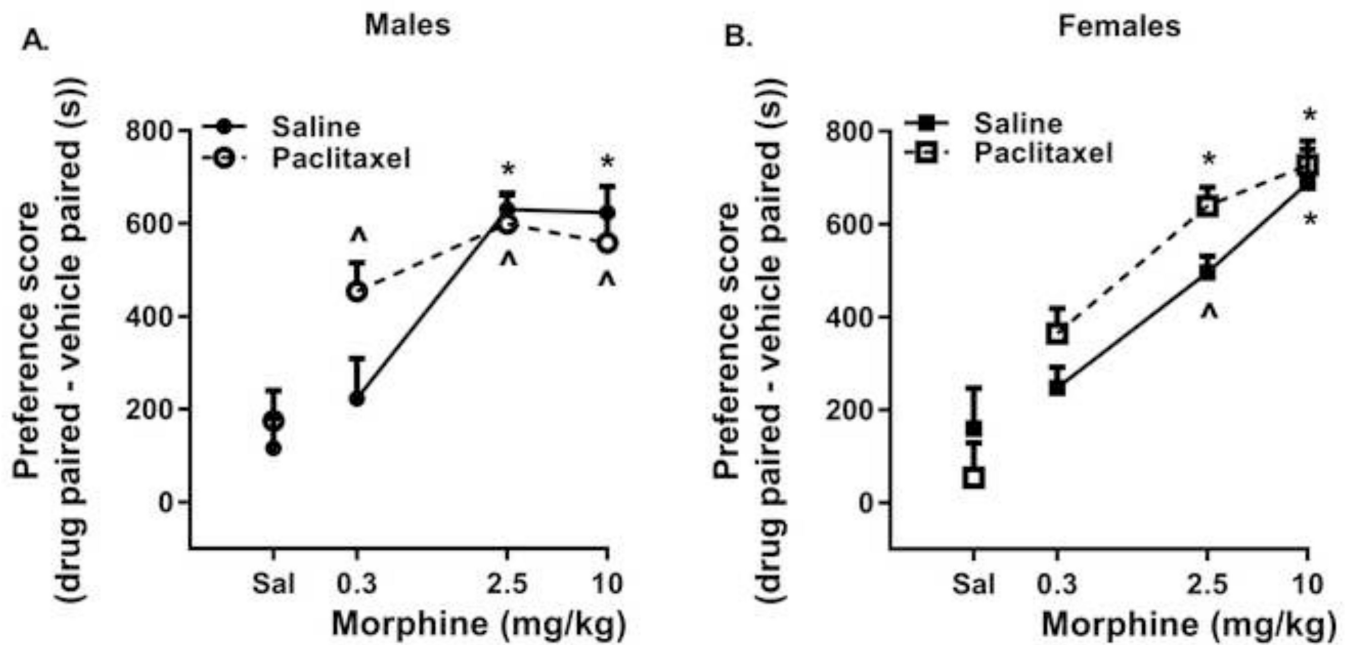 A.
Males
Preference score
(drug paired - vehicle paired (s))
Saline
Paclitaxel
800
600
400
200
0
* *
^
^ ^
Sal 0.3 2.5 10
Morphine (mg/kg)
B.
Females
Preference score
(drug paired - vehicle paired (s))
Saline
Paclitaxel
800
600
400
200
0
*
*
*
^
Sal 0.3 2.5 10
Morphine (mg/kg)